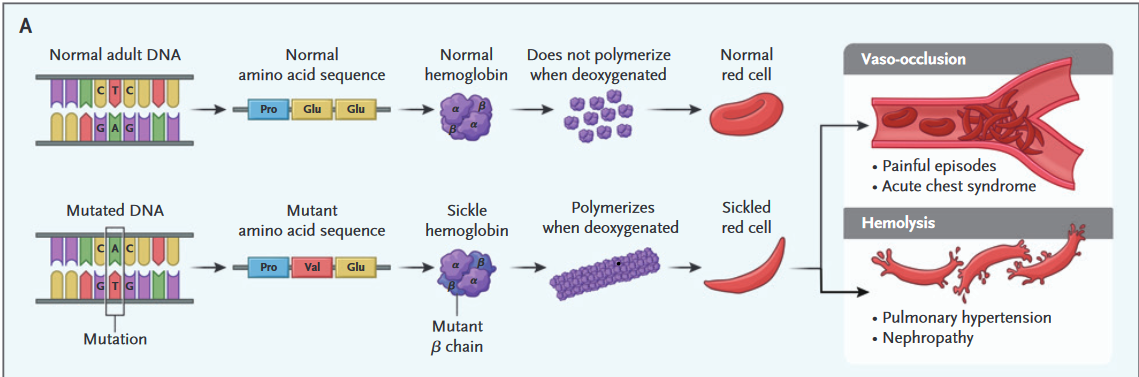 A
Normal adult DNA
C T C
G A G
Normal
amino acid sequence
Pro Glu Glu
Normal
hemoglobin
α β
β α
Does not polymerize
when deoxygenated
Normal
red cell
Mutated DNA
C A C
G T G
Mutation
Mutant
amino acid sequence
Pro Val Glu
Sickle
hemoglobin
α β
β α
Mutant
β chain
Polymerizes
when deoxygenated
Sickled
red cell
Vaso-occlusion
• Painful episodes
• Acute chest syndrome
Hemolysis
• Pulmonary hypertension
• Nephropathy